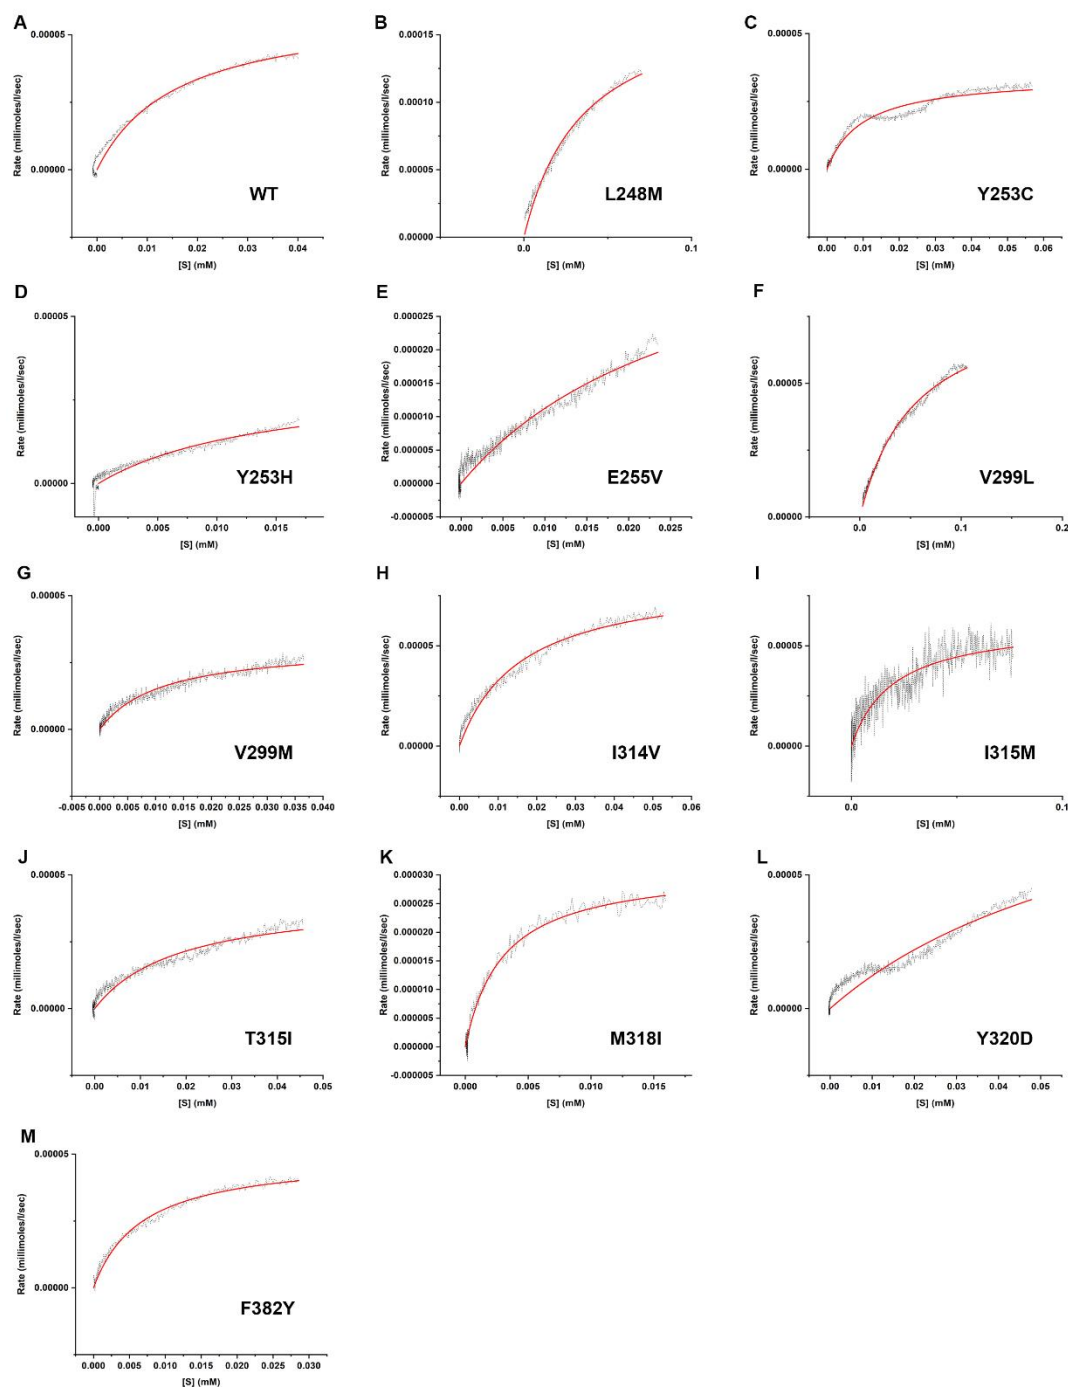 A
B
C
0.00005
0.00000
Rate (millimoles/l/sec)
WT
0.00
0.01
0.02
0.03
0.04
[S] (mM)
0.00015
0.00010
0.00005
0.00000
Rate (millimoles/l/sec)
L248M
0.0
0.1
[S] (mM)
0.00005
0.00000
Rate (millimoles/l/sec)
Y253C
0.00
0.01
0.02
0.03
0.04
0.05
0.06
[S] (mM)
D
E
F
0.00005
0.00000
Rate (millimoles/l/sec)
Y253H
0.000
0.015
[S] (mM)
0.000025
0.000020
0.000015
0.000010
0.000005
0.000000
-0.000005
Rate (millimoles/l/sec)
E255V
0.000
0.005
0.010
0.015
0.020
0.025
[S] (mM)
0.00005
0.00000
Rate (millimoles/l/sec)
V299L
0.0
0.1
0.2
[S] (mM)
G
H
I
0.00005
0.00000
Rate (millimoles/l/sec)
V299M
-0.005
0.000
0.005
0.010
0.015
0.020
0.025
0.030
0.035
0.040
[S] (mM)
0.00005
0.00000
Rate (millimoles/l/sec)
I314V
0.00
0.01
0.02
0.03
0.04
0.05
0.06
[S] (mM)
0.00005
0.00000
Rate (millimoles/l/sec)
I315M
0.0
0.1
[S] (mM)
J
K
L
0.00005
0.00000
Rate (millimoles/l/sec)
T315I
0.00
0.01
0.02
0.03
0.04
0.05
[S] (mM)
0.000030
0.000025
0.000020
0.000015
0.000010
0.000005
0.000000
-0.000005
Rate (millimoles/l/sec)
M318I
0.000
0.005
0.010
0.015
[S] (mM)
0.00005
0.00000
Rate (millimoles/l/sec)
Y320D
0.00
0.01
0.02
0.03
0.04
0.05
[S] (mM)
M
0.00005
0.00000
Rate (millimoles/l/sec)
F382Y
0.000
0.005
0.010
0.015
0.020
0.025
0.030
[S] (mM)